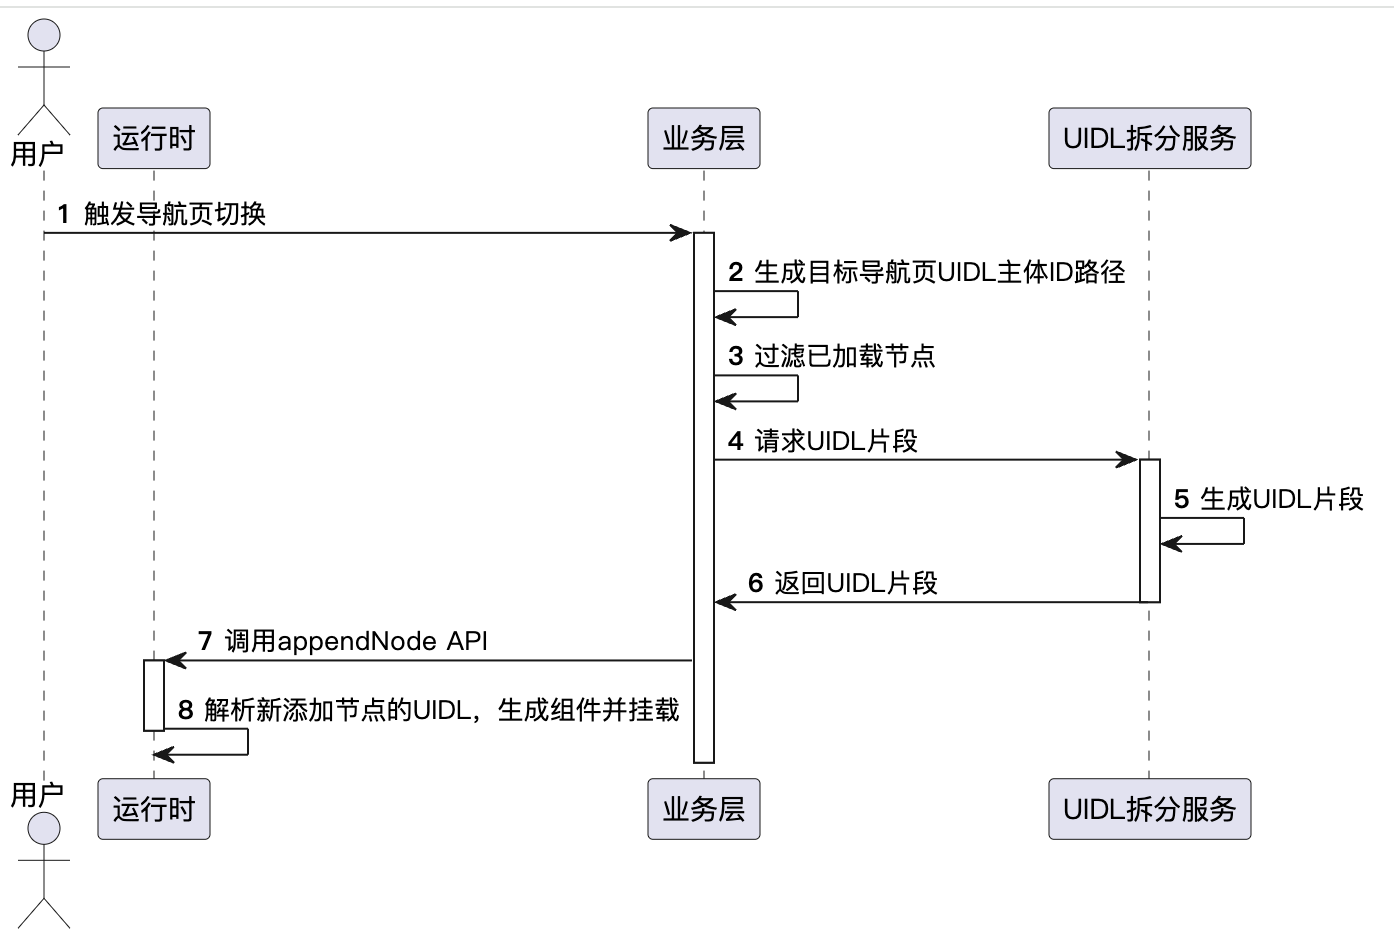 用户
运行时
业务层
UIDL拆分服务
1 触发导航页切换
2 生成目标导航页UIDL主体ID路径
3 过滤已加载节点
4 请求UIDL片段
5 生成UIDL片段
6 返回UIDL片段
7 调用appendNode API
8 解析新添加节点的UIDL，生成组件并挂载
用户
运行时
业务层
UIDL拆分服务